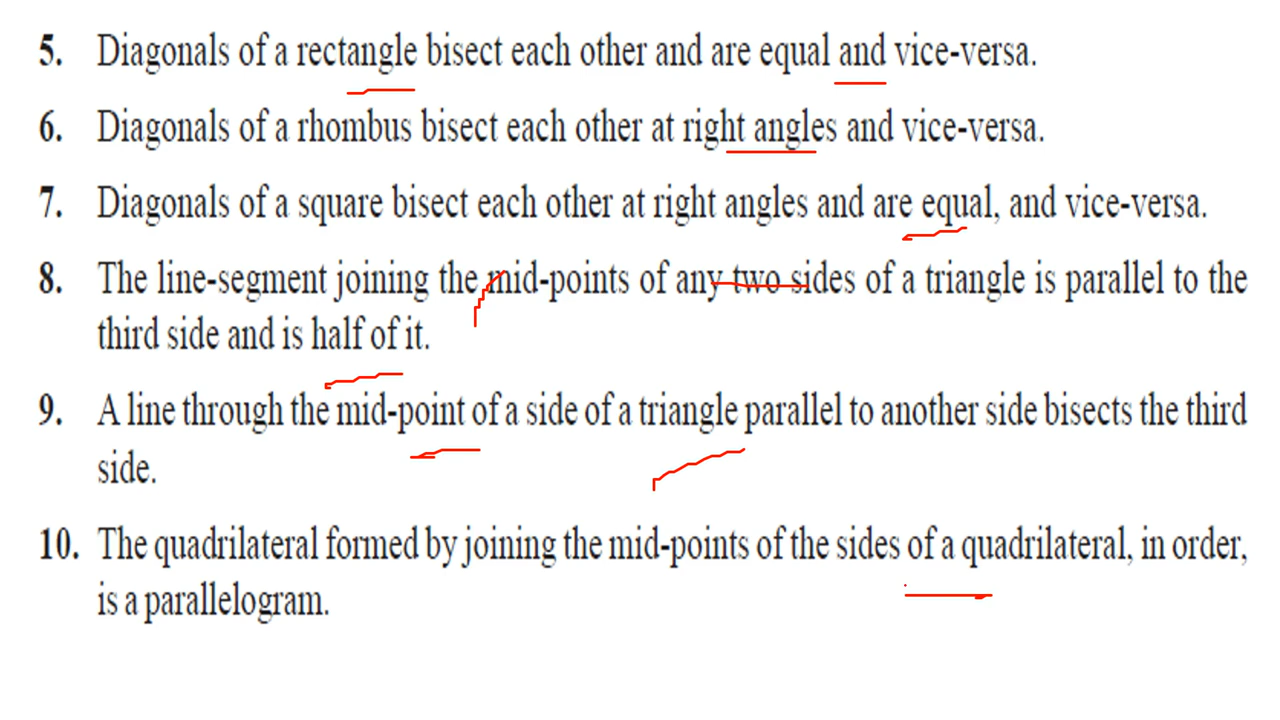 5. Diagonals of a rectangle bisect each other and are equal and vice-versa.
6. Diagonals of a rhombus bisect each other at right angles and vice-versa.
7. Diagonals of a square bisect each other at right angles and are equal, and vice-versa.
8. The line-segment joining the mid-points of any two sides of a triangle is parallel to the
third side and is half of it.
9. A line through the mid-point of a side of a triangle parallel to another side bisects the third
side.
10. The quadrilateral formed by joining the mid-points of the sides of a quadrilateral, in order,
is a parallelogram.